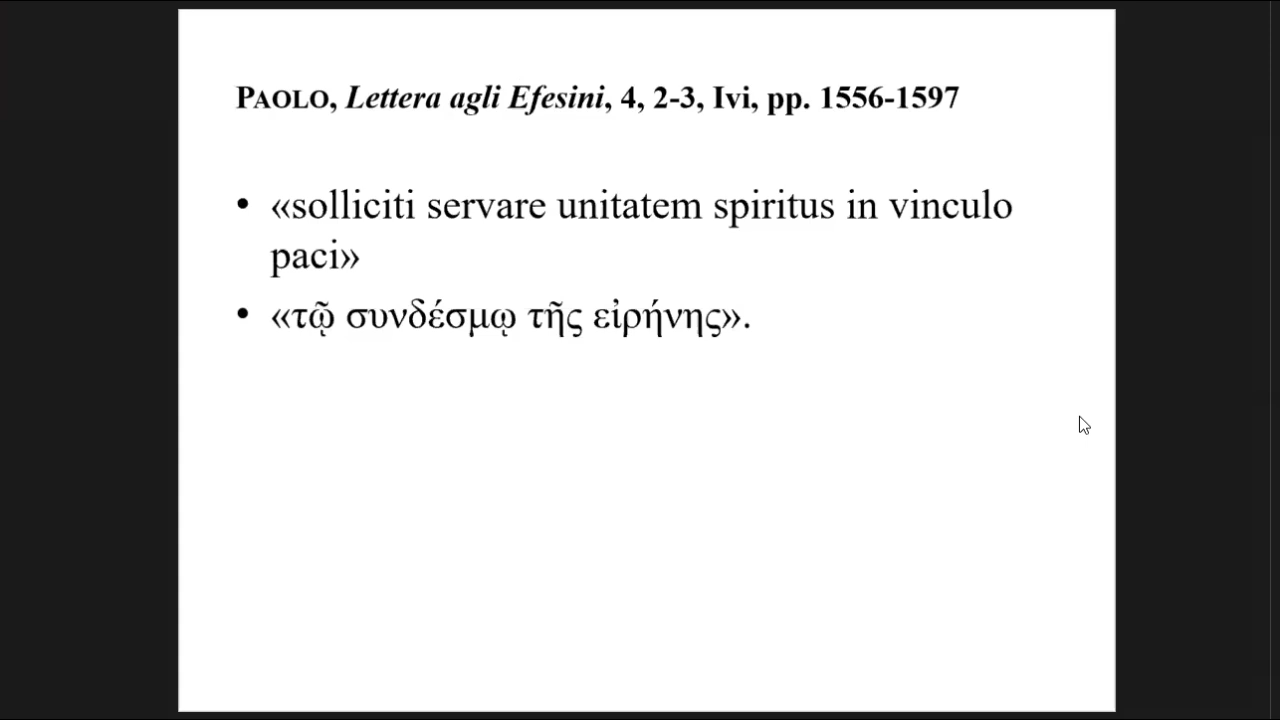 PAOLO, Lettera agli Efesini, 4, 2-3, Ivi, pp. 1556-1597
• «solliciti servare unitatem spiritus in vinculo
paci»
• «τῷ συνδέσμῳ τῆς εἰρήνης».